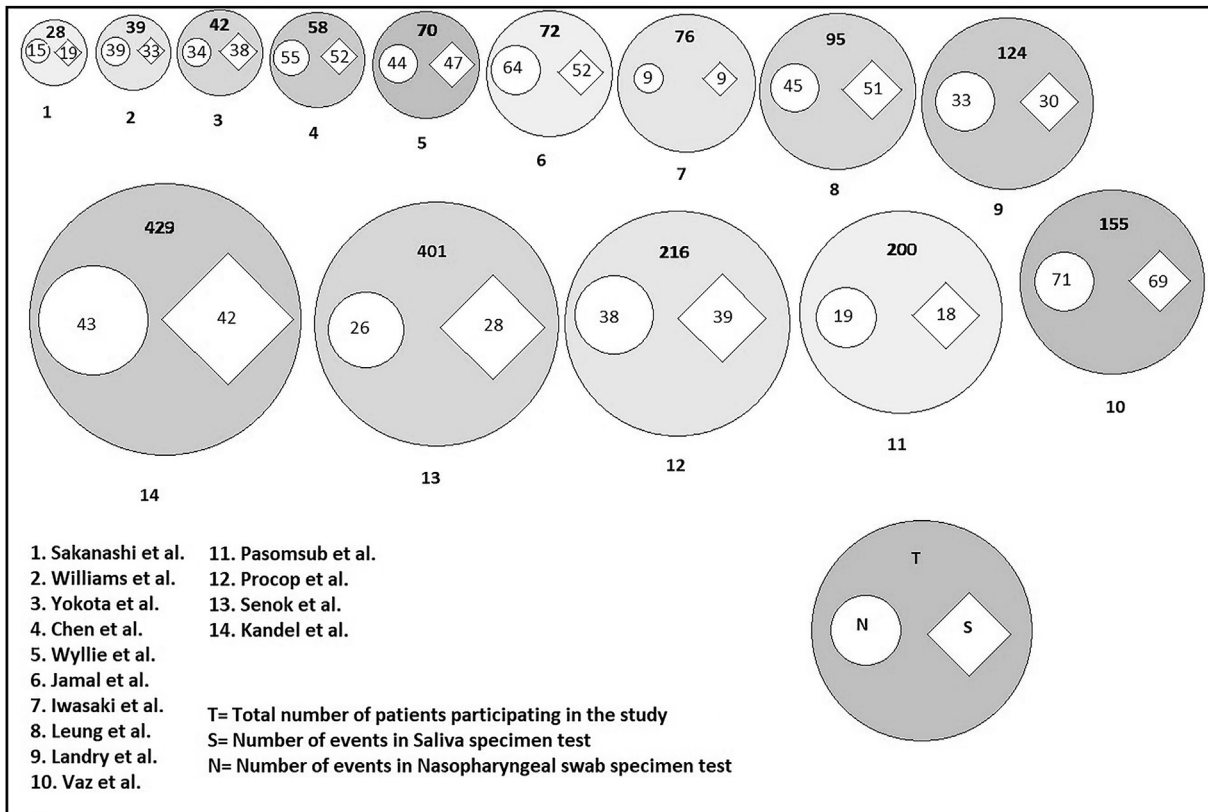 28
15 19
1
39
39 33
2
42
34 38
3
58
55 52
4
70
44 47
5
72
64 52
6
76
9 9
7
95
45 51
8
124
33 30
9
429
43 42
14
401
26 28
13
216
38 39
12
200
19 18
11
155
71 69
10
1. Sakanashi et al.
2. Williams et al.
3. Yokota et al.
4. Chen et al.
5. Wyllie et al.
6. Jamal et al.
7. Iwasaki et al.
8. Leung et al.
9. Landry et al.
10. Vaz et al.
11. Pasomsub et al.
12. Procop et al.
13. Senok et al.
14. Kandel et al.
T
N S
T= Total number of patients participating in the study
S= Number of events in Saliva specimen test
N= Number of events in Nasopharyngeal swab specimen test